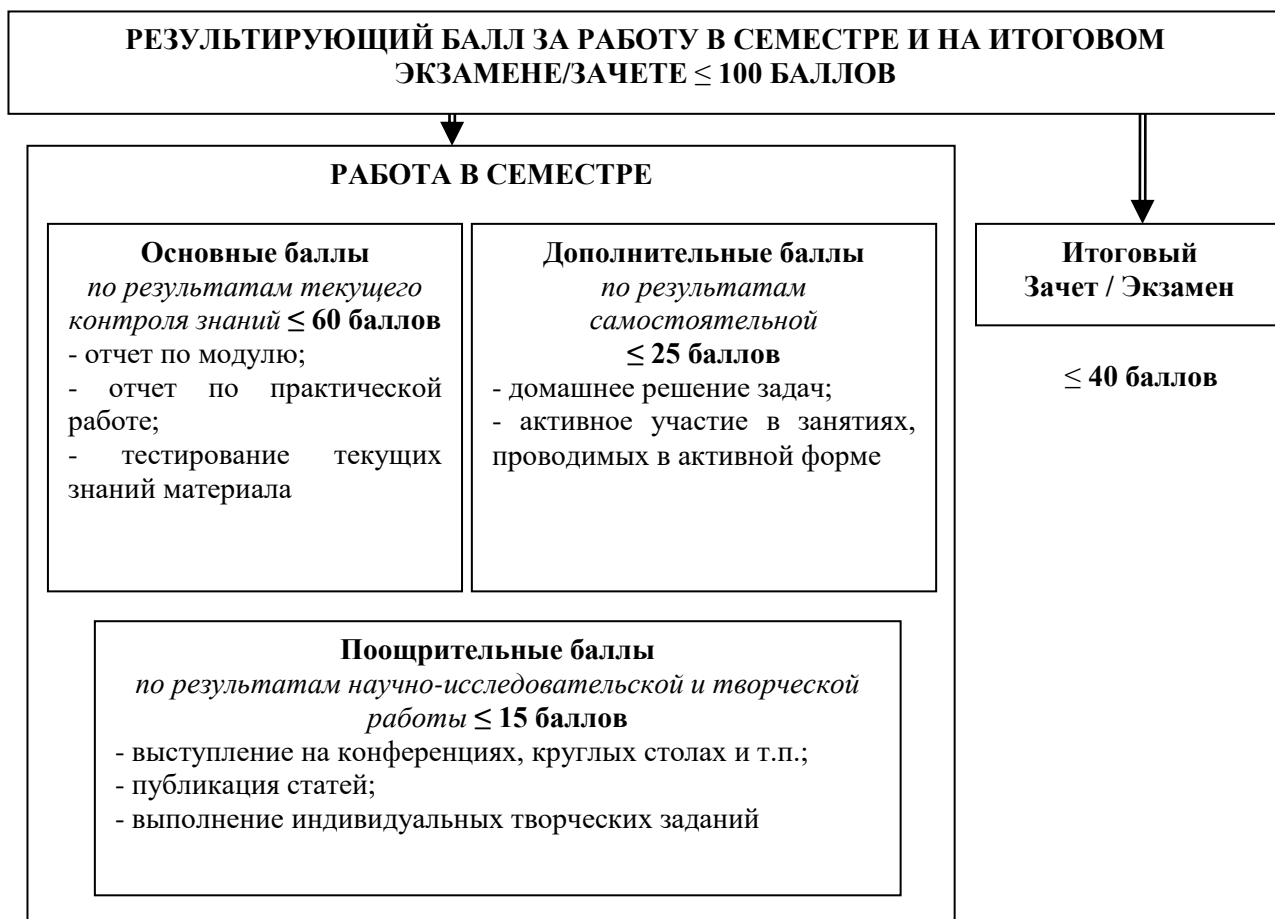 РЕЗУЛЬТИРУЮЩИЙ БАЛЛ ЗА РАБОТУ В СЕМЕСТРЕ И НА ИТОГОВОМ
ЭКЗАМЕНЕ/ЗАЧЕТЕ ≤ 100 БАЛЛОВ
РАБОТА В СЕМЕСТРЕ
Основные баллы
по результатам текущего
контроля знаний ≤ 60 баллов
- отчет по модулю;
- отчет по практической
работе;
- тестирование текущих
знаний материала
Дополнительные баллы
по результатам
самостоятельной
≤ 25 баллов
- домашнее решение задач;
- активное участие в занятиях,
проводимых в активной форме
Итоговый
Зачет / Экзамен
≤ 40 баллов
Поощрительные баллы
по результатам научно-исследовательской и творческой
работы ≤ 15 баллов
- выступление на конференциях, круглых столах и т.п.;
- публикация статей;
- выполнение индивидуальных творческих заданий